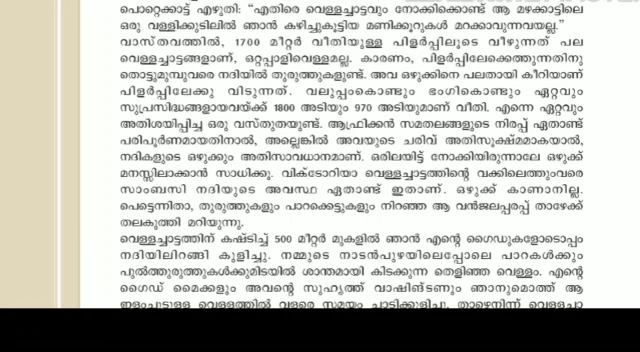 പൊറ്റെക്കാട്ട് എഴുതി: “എതിരെ വെള്ളച്ചാട്ടവും നോക്കിക്കൊണ്ട് ആ മഴക്കാട്ടിലെ
ഒരു വള്ളിക്കുടിലിൽ ഞാൻ കഴിച്ചുകൂട്ടിയ മണിക്കൂറുകൾ മറക്കാവുന്നവയല്ല.”
വാസ്തവത്തിൽ, 1700 മീറ്റർ വീതിയുള്ള പിളർപ്പിലൂടെ വീഴുന്നത് പല
വെള്ളച്ചാട്ടങ്ങളാണ്, ഒറ്റപ്പാളിവെള്ളമല്ല. കാരണം, പിളർപ്പിലേക്കെത്തുന്നതിനു
തൊട്ടുമുമ്പുവരെ നദിയിൽ തുരുത്തുകളുണ്ട്. അവ ഒഴുക്കിനെ പലതായി കീറിയാണ്
പിളർപ്പിലേക്കു വിടുന്നത്. വലുപ്പംകൊണ്ടും ഭംഗികൊണ്ടും ഏറ്റവും
സുപ്രസിദ്ധങ്ങളായവയ്ക്ക് 1800 അടിയും 970 അടിയുമാണ് വീതി. എന്നെ ഏറ്റവും
അതിശയിപ്പിച്ച ഒരു വസ്തുതയുണ്ട്. ആഫ്രിക്കൻ സമതലങ്ങളുടെ നിരപ്പ് ഏതാണ്ട്
പരിപൂർണമായതിനാൽ, അല്ലെങ്കിൽ അവയുടെ ചരിവ് അതിസൂക്ഷ്മമാകയാൽ,
നദികളുടെ ഒഴുക്കും അതിസാവധാനമാണ്. ഒരിലയിട്ട് നോക്കിയിരുന്നാലേ ഒഴുക്ക്
മനസ്സിലാക്കാൻ സാധിക്കൂ. വിക്ടോറിയാ വെള്ളച്ചാട്ടത്തിന്റെ വക്കിലെത്തുംവരെ
സാംബസി നദിയുടെ അവസ്ഥ ഏതാണ്ട് ഇതാണ്. ഒഴുക്ക് കാണാനില്ല.
പെട്ടെന്നിതാ, തുരുത്തുകളും പാറക്കെട്ടുകളും നിറഞ്ഞ ആ വൻജലപ്പരപ്പ് താഴേക്ക്
തലകുത്തി മറിയുന്നു.
വെള്ളച്ചാട്ടത്തിന് കഷ്ടിച്ച് 500 മീറ്റർ മുകളിൽ ഞാൻ എന്റെ ഗൈഡുകളോടൊപ്പം
നദിയിലിറങ്ങി കുളിച്ചു. നമ്മുടെ നാടൻപുഴയിലെപ്പോലെ പാറകൾക്കും
പുൽത്തുരുത്തുകൾക്കുമിടയിൽ ശാന്തമായി കിടക്കുന്ന തെളിഞ്ഞ വെള്ളം. എന്റെ
ഗൈഡ് മൈക്കളും അവന്റെ സുഹൃത്ത് വാഷിങ്ടണും ഞാനുമൊത്ത് ആ
ഇളംചൂടുള്ള വെള്ളത്തിൽ വളരെ സമയം ചാടിക്കുളിച്ചു. താഴെനിന്ന് വെള്ളച്ചാ